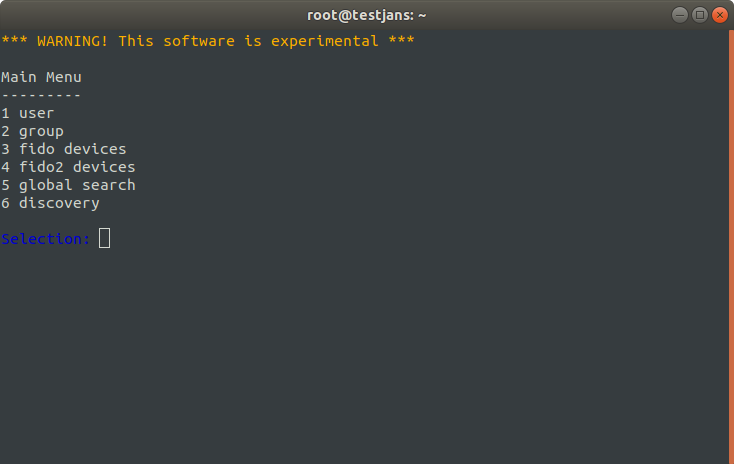 root@testjans: ~
*** WARNING! This software is experimental ***
Main Menu
---------
1 user
2 group
3 fido devices
4 fido2 devices
5 global search
6 discovery
Selection: